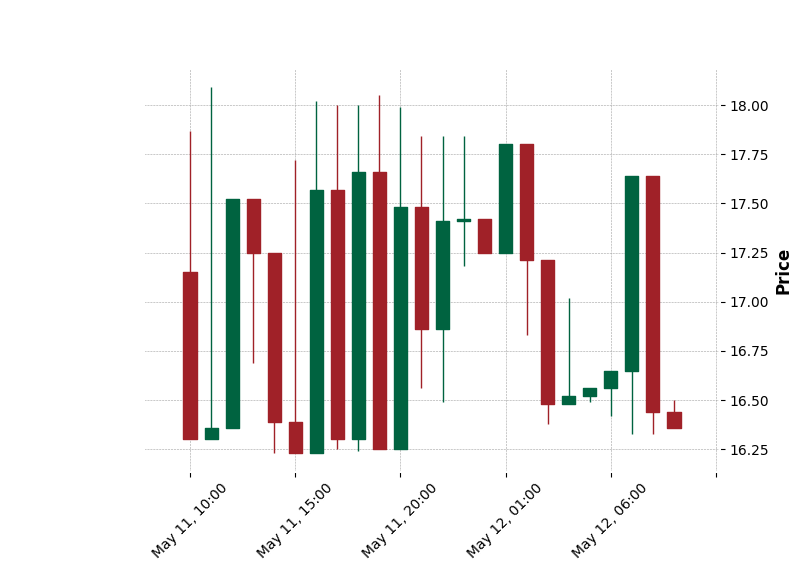 18.00
17.75
17.50
17.25
17.00
16.75
16.50
16.25
Price
May 11, 10:00
May 11, 15:00
May 11, 20:00
May 12, 01:00
May 12, 06:00